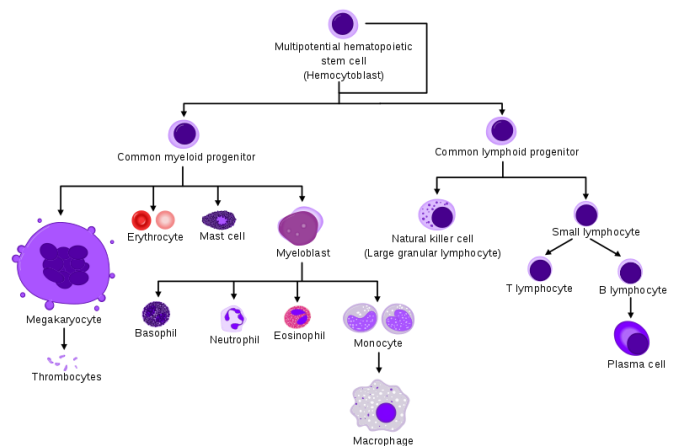 Multipotential hematopoietic
stem cell
(Hemocytoblast)
Common myeloid progenitor
Common lymphoid progenitor
Erythrocyte
Mast cell
Myeloblast
Natural killer cell
(Large granular lymphocyte)
Small lymphocyte
T lymphocyte
B lymphocyte
Megakaryocyte
Basophil
Neutrophil
Eosinophil
Monocyte
Plasma cell
Thrombocytes
Macrophage